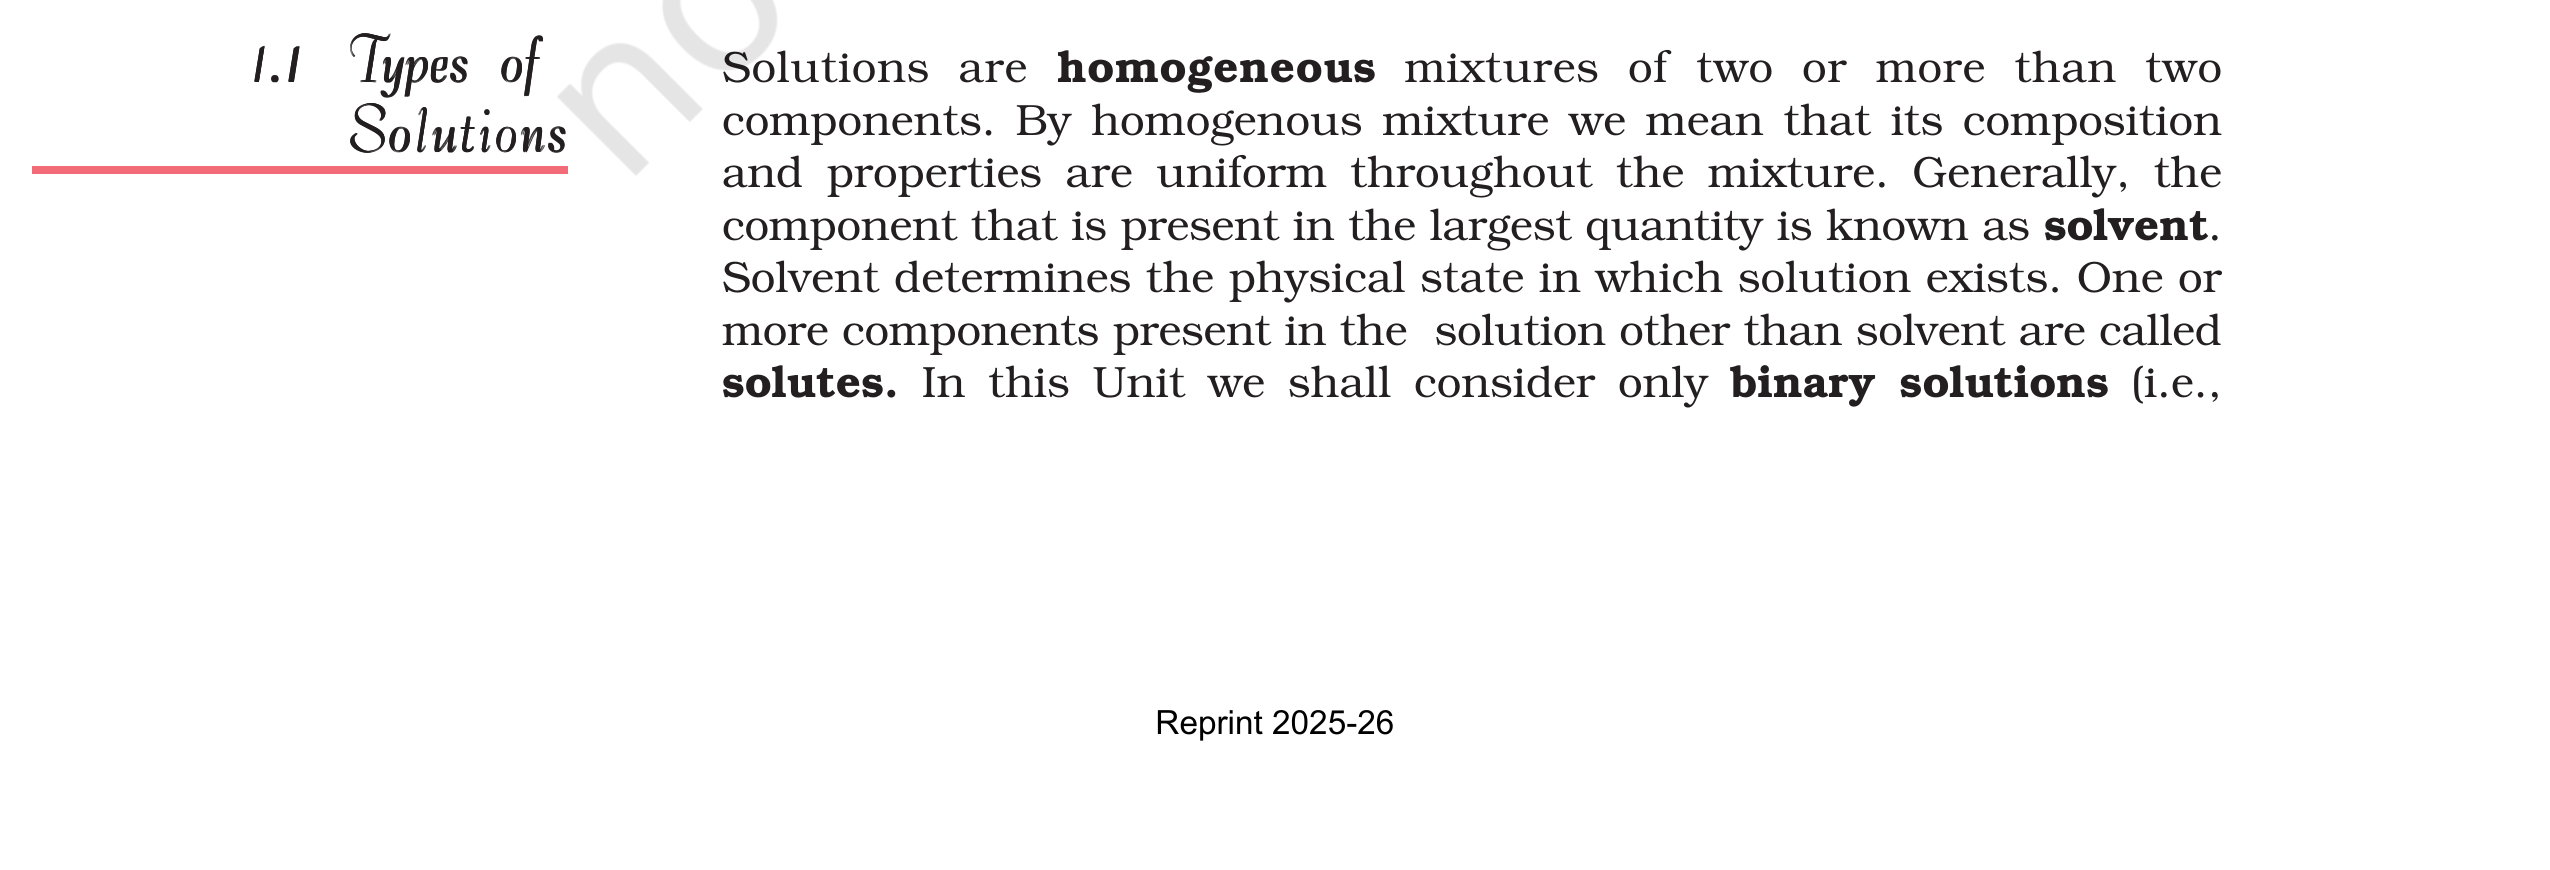 1.1 Types of
Solutions
Solutions are homogeneous mixtures of two or more than two
components. By homogenous mixture we mean that its composition
and properties are uniform throughout the mixture. Generally, the
component that is present in the largest quantity is known as solvent.
Solvent determines the physical state in which solution exists. One or
more components present in the solution other than solvent are called
solutes. In this Unit we shall consider only binary solutions (i.e.,
no
Reprint 2025-26